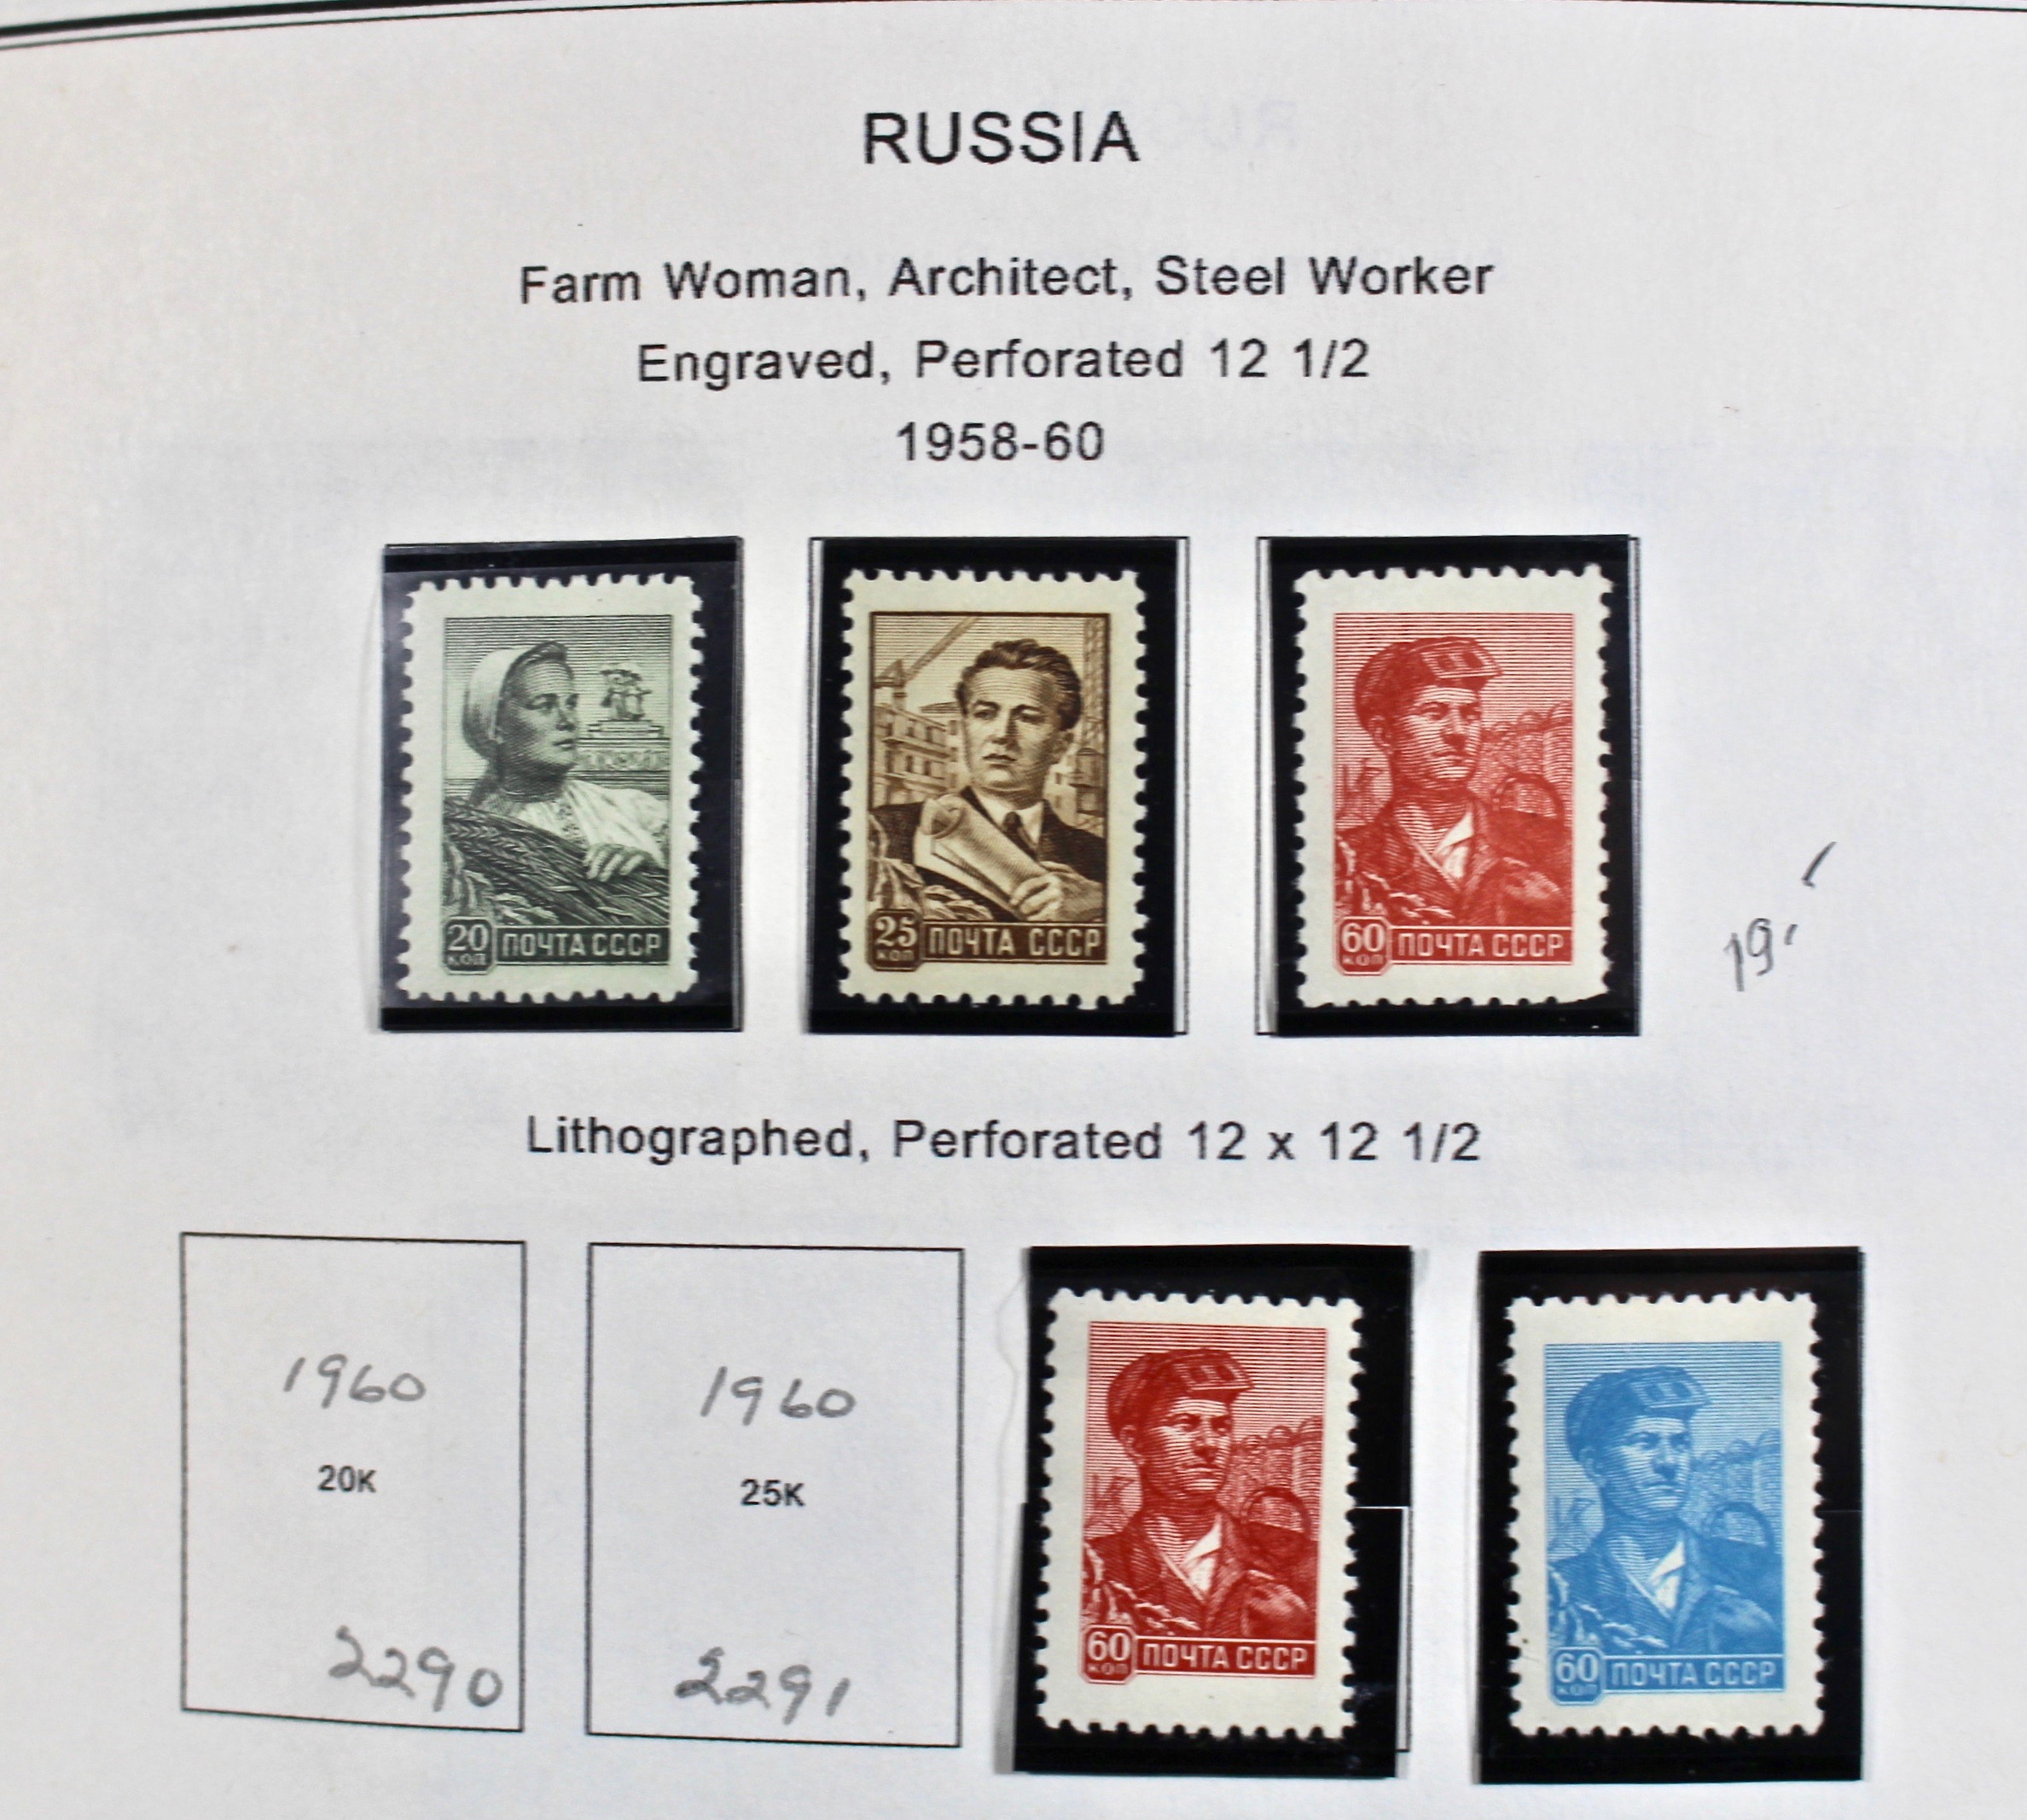 RUSSIA
Farm Woman, Architect, Steel Worker
Engraved, Perforated 12 1/2
1958-60
20 КОП ПОЧТА СССР
25 КОП ПОЧТА СССР
60 КОП ПОЧТА СССР
19.
Lithographed, Perforated 12 x 12 1/2
1960
20K
2290
1960
25K
2291
60 КОП ПОЧТА СССР
60 КОП ПОЧТА СССР